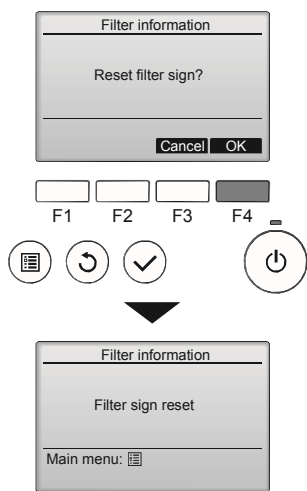 Filter information
Reset filter sign?
Cancel OK
F1 F2 F3 F4
Filter information
Filter sign reset
Main menu: